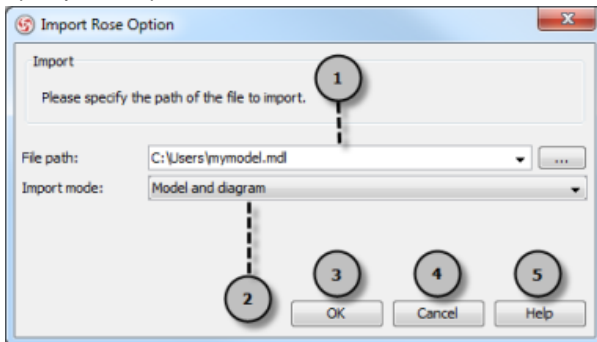 Import Rose Option
Import
Please specify the path of the file to import.
1
File path: C:\Users\mymodel.mdl ...
Import mode: Model and diagram
2 3 4 5
OK Cancel Help